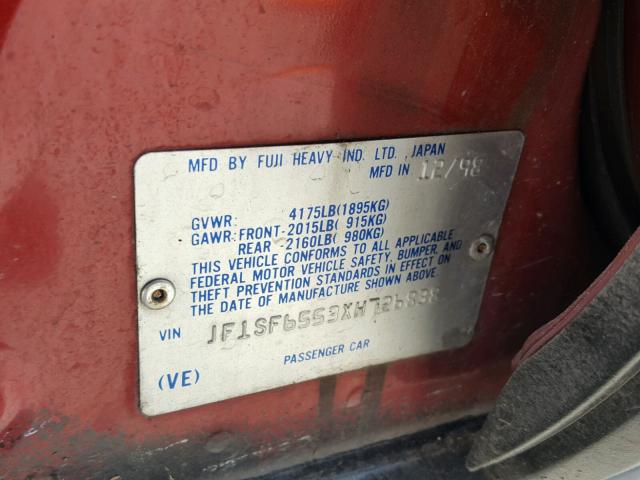 MFD BY FUJI HEAVY IND. LTD., JAPAN
MFD IN 12/98
GVWR: 4175LB(1895KG)
GAWR:FRONT-2015LB( 915KG)
REAR -2160LB( 980KG)
THIS VEHICLE CONFORMS TO ALL APPLICABLE
FEDERAL MOTOR VEHICLE SAFETY, BUMPER, AND
THEFT PREVENTION STANDARDS IN EFFECT ON
THE DATE OF MANUFACTURE SHOWN ABOVE.
VIN
PASSENGER CAR
(VE)